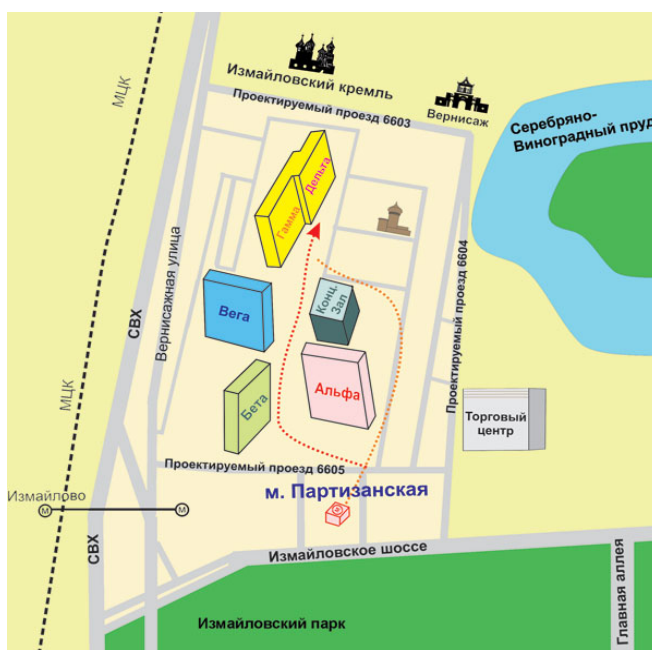 МЦК
Измайловский кремль
Вернисаж
Проектируемый проезд 6603
Серебряно-
Виноградный пруд
Дельта
Гамма
Вернисажная улица
СВХ
Вега
Конц.
Зал
Проектируемый проезд 6604
МЦК
Альфа
Бета
Торговый
центр
Проектируемый проезд 6605
м. Партизанская
Измайлово
М
М
СВХ
Измайловское шоссе
Главная аллея
Измайловский парк